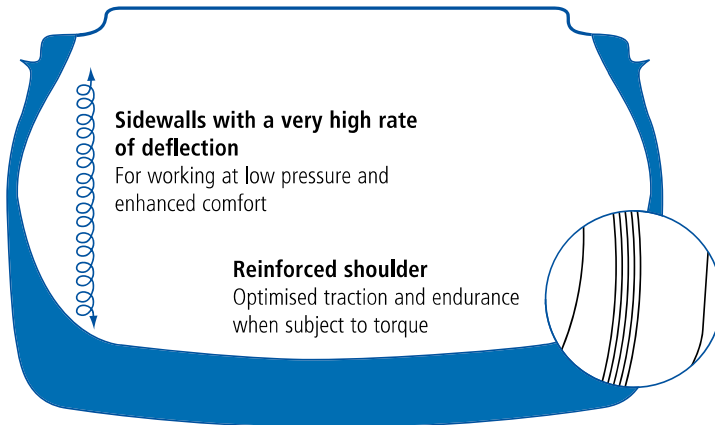 Sidewalls with a very high rate
of deflection
For working at low pressure and
enhanced comfort
Reinforced shoulder
Optimised traction and endurance
when subject to torque